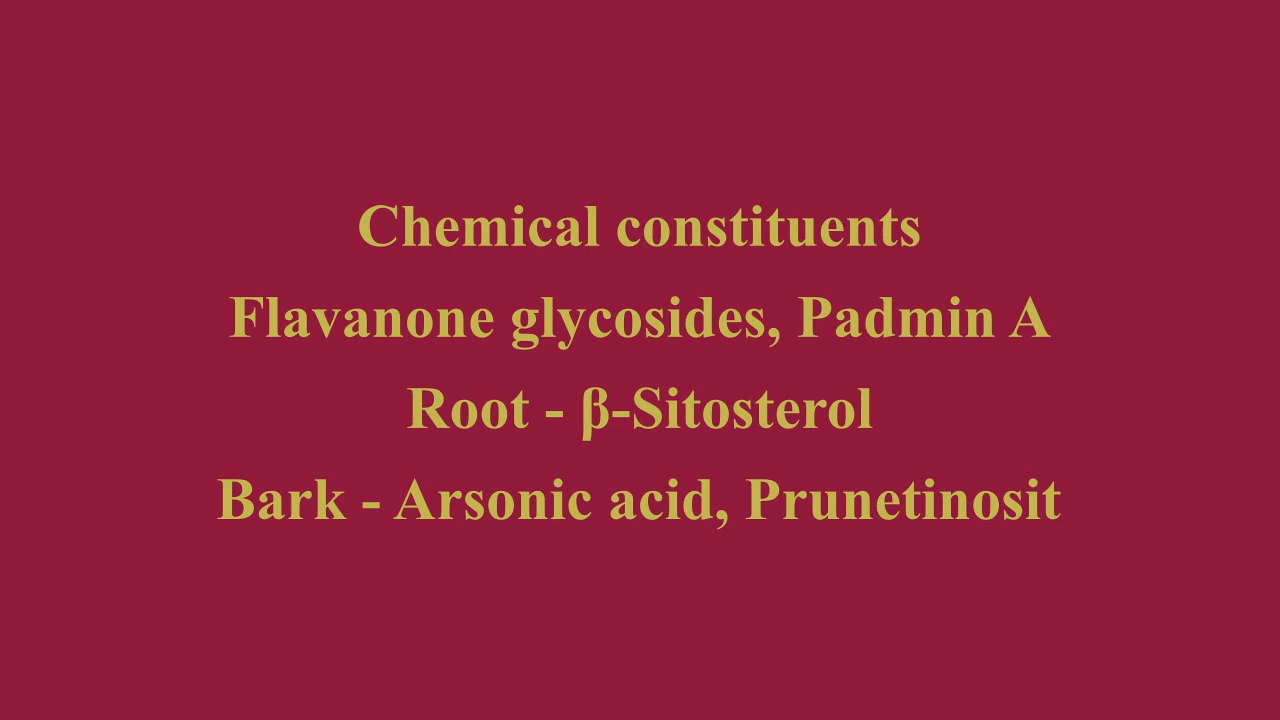 Chemical constituents
Flavanone glycosides, Padmin A
Root - β-Sitosterol
Bark - Arsonic acid, Prunetinosit